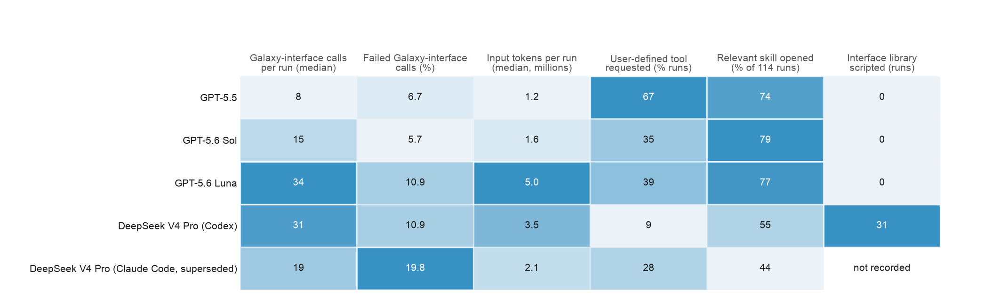 Galaxy-interface calls per run (median)
Failed Galaxy-interface calls (%)
Input tokens per run (median, millions)
User-defined tool requested (% runs)
Relevant skill opened (% of 114 runs)
Interface library scripted (runs)
GPT-5.5 8 6.7 1.2 67 74 0
GPT-5.6 Sol 15 5.7 1.6 35 79 0
GPT-5.6 Luna 34 10.9 5.0 39 77 0
DeepSeek V4 Pro (Codex) 31 10.9 3.5 9 55 31
DeepSeek V4 Pro (Claude Code, superseded) 19 19.8 2.1 28 44 not recorded